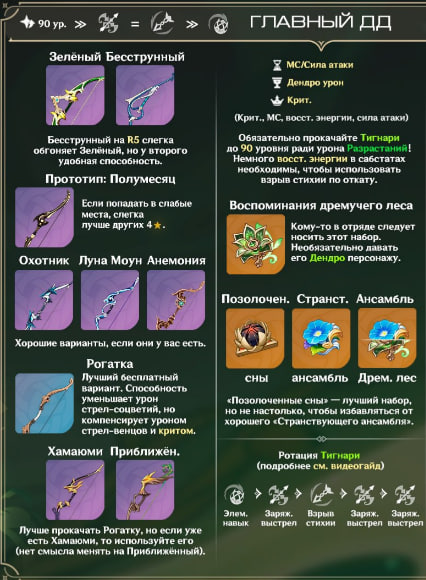 90 ур. >> = >> ГЛАВНЫЙ ДД
Зелёный Бесструнный
Бесструнный на R5 слегка
обгоняет Зелёный, но у второго
удобная способность.
Прототип: Полумесяц
Если попадать в слабые
места, слегка
лучше других 4★.
Охотник Луна Моун Анемония
Хорошие варианты, если они у вас есть.
Рогатка
Лучший бесплатный
вариант. Способность
уменьшает урон
стрел-соцветий, но
компенсирует уроном
стрел-венцов и критом.
Хамаюми Приближён.
Лучше прокачать Рогатку, но если уже
есть Хамаюми, то используйте его
(нет смысла менять на Приближённый).
МС/Сила атаки
Дендро урон
Крит.
(Крит., МС, восст. энергии, сила атаки)
Обязательно прокачайте Тигнари
до 90 уровня ради урона Разрастаний!
Немного восст. энергии в сабстатах
необходимы, чтобы использовать
взрыв стихии по откату.
Воспоминания дремучего леса
Кому-то в отряде следует
носить этот набор.
Необязательно давать
его Дендро персонажу.
Позолочен. Странст. Ансамбль
сны ансамбль Дрем. лес
«Позолоченные сны» — лучший набор,
но не настолько, чтобы избавляться от
хорошего «Странствующего ансамбля».
Ротация Тигнари
(подробнее см. видеогайд)
Элем. Заряж. Взрыв Заряж. Заряж.
навык выстрел стихии выстрел выстрел